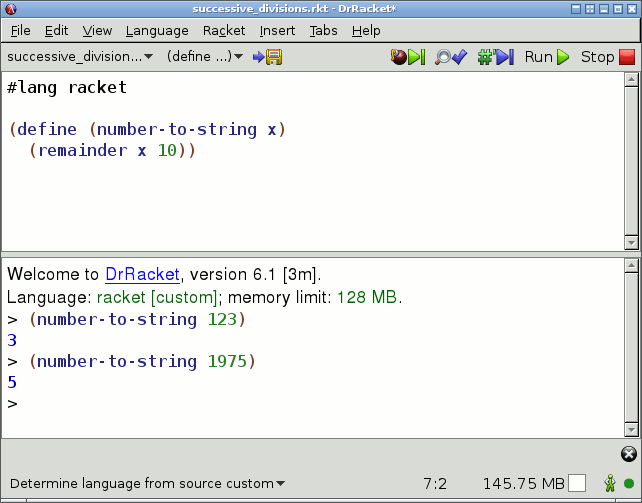 successive_divisions.rkt - DrRacket*
File Edit View Language Racket Insert Tabs Help
successive_division... (define ...) Run Stop
#lang racket
(define (number-to-string x)
(remainder x 10))
Welcome to DrRacket, version 6.1 [3m].
Language: racket [custom]; memory limit: 128 MB.
> (number-to-string 123)
3
> (number-to-string 1975)
5
>
Determine language from source custom 7:2 145.75 MB